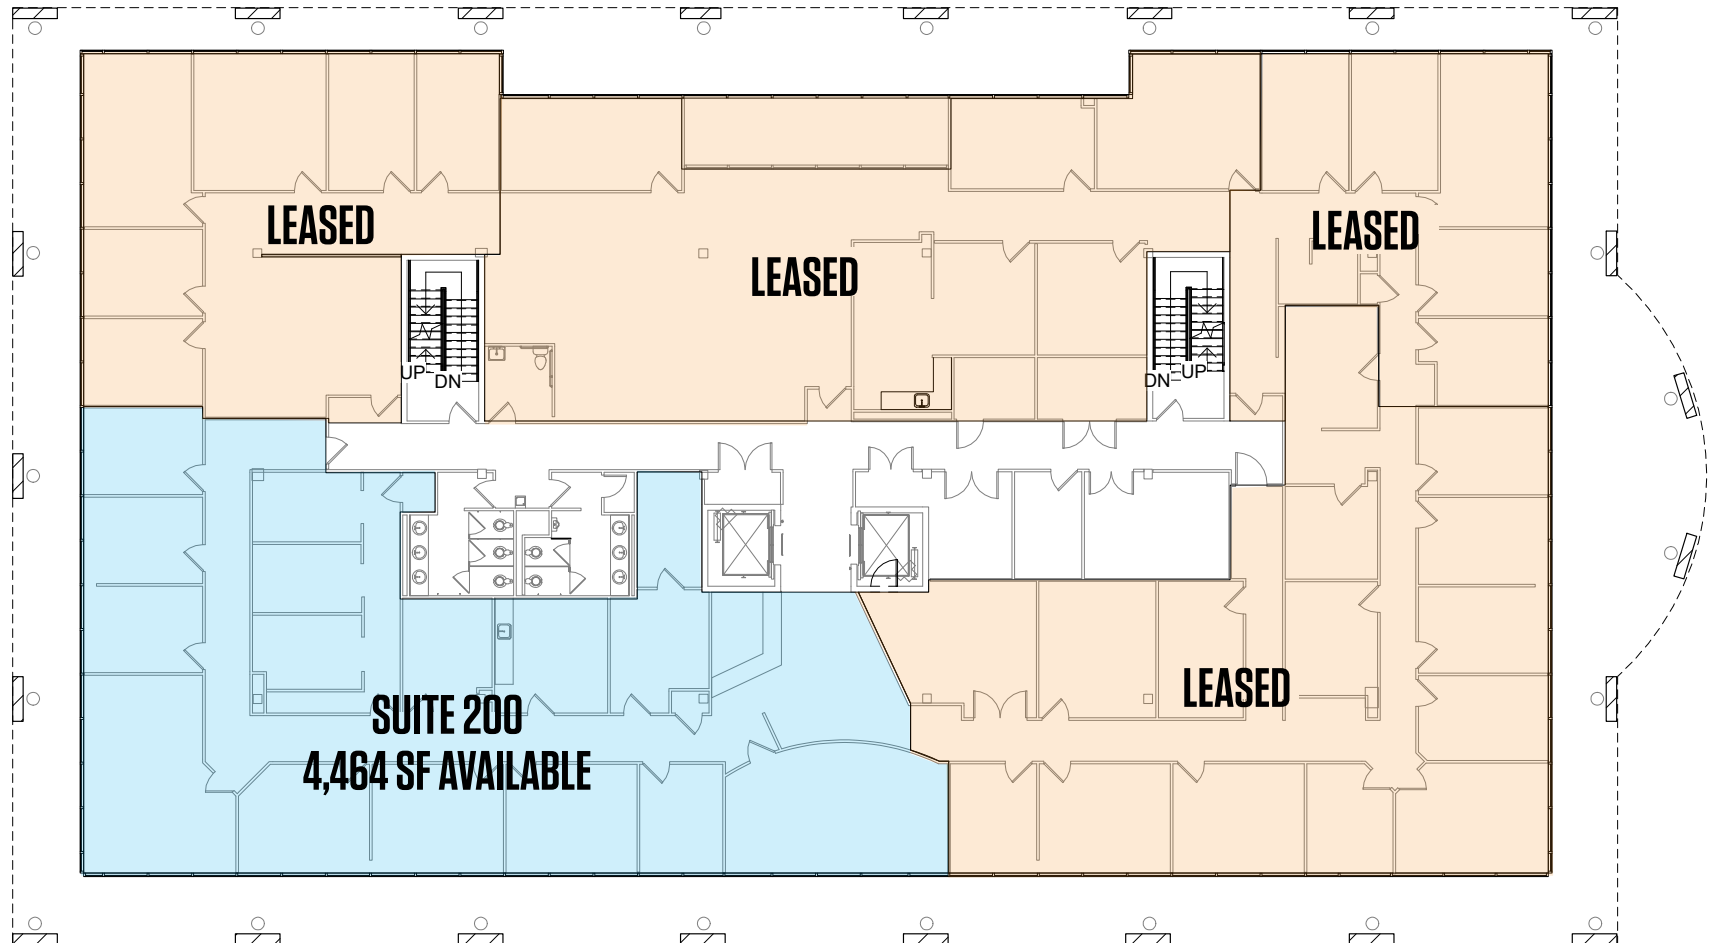 LEASED
LEASED
LEASED
UP
DN
DN
UP
LEASED
SUITE 200
4,464 SF AVAILABLE